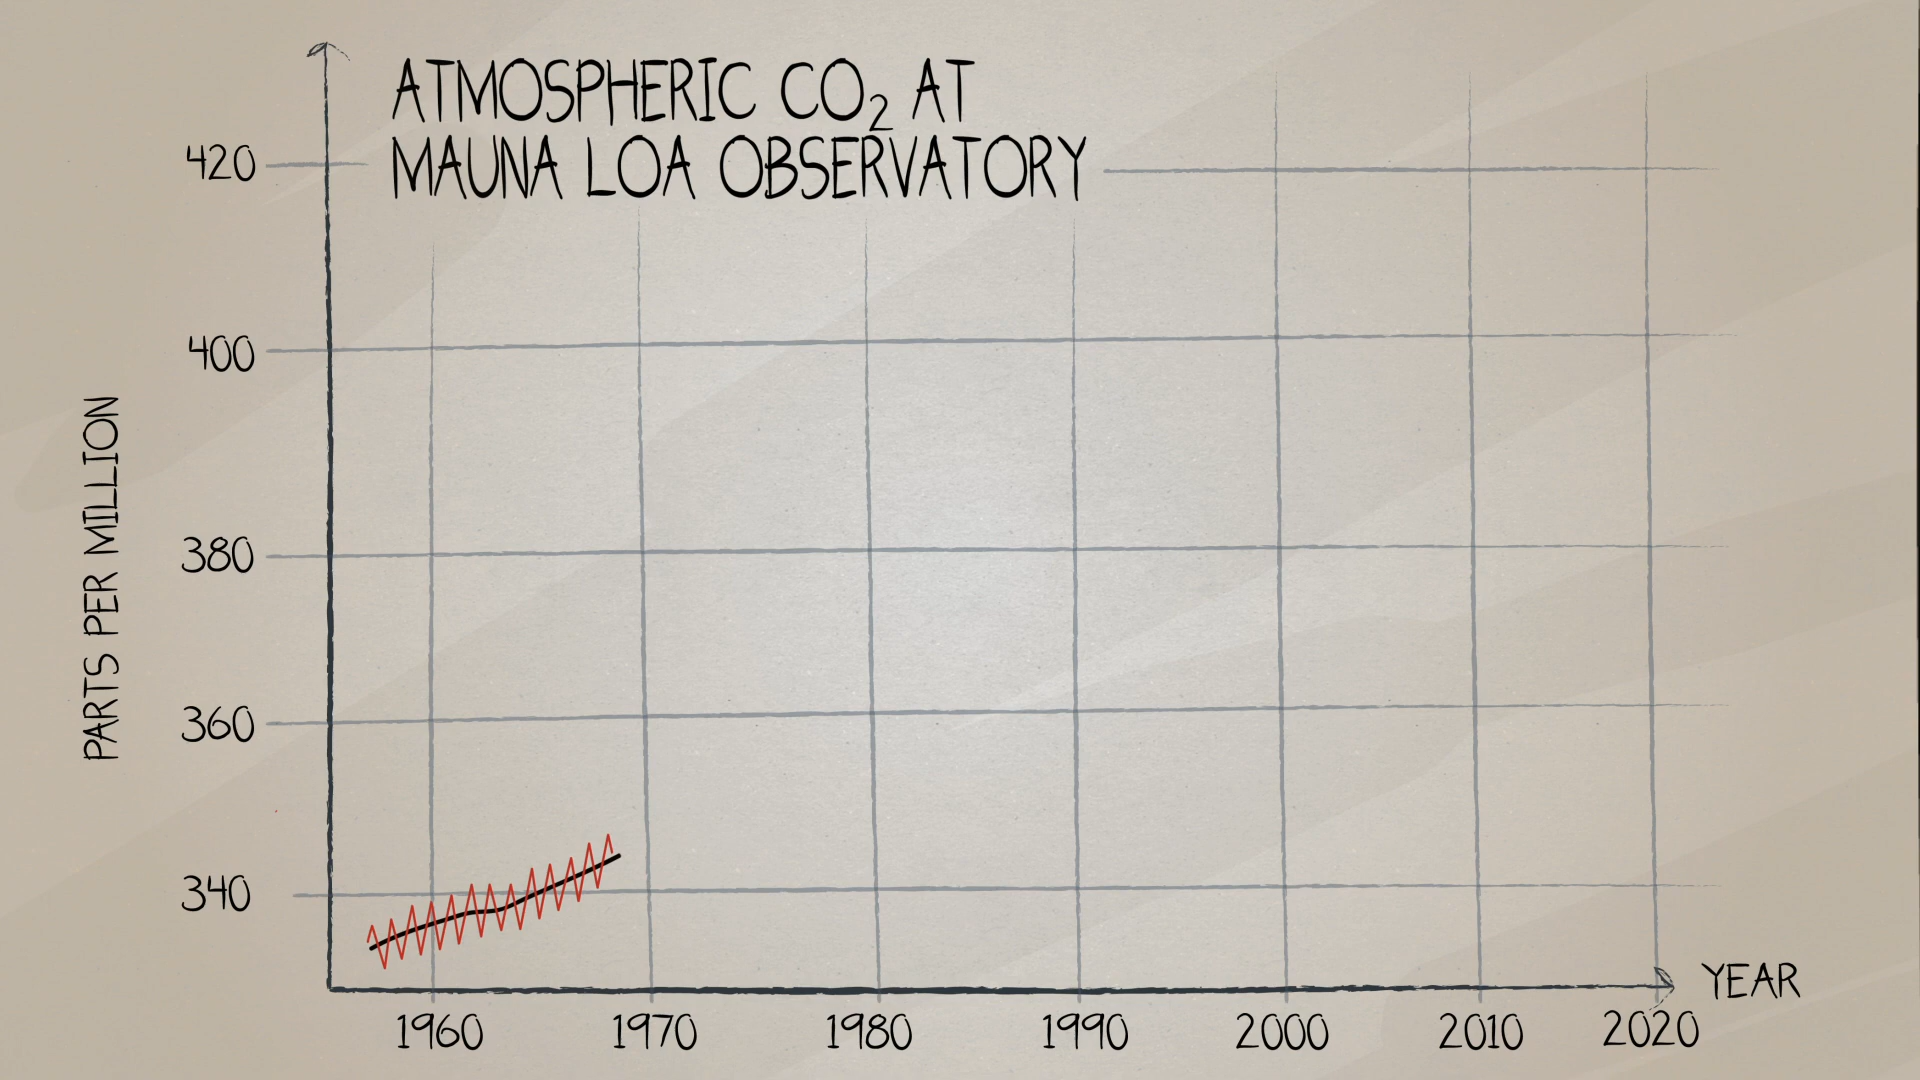 ATMOSPHERIC CO₂ AT
MAUNA LOA OBSERVATORY
PARTS PER MILLION
420
400
380
360
340
1960 1970 1980 1990 2000 2010 2020
YEAR